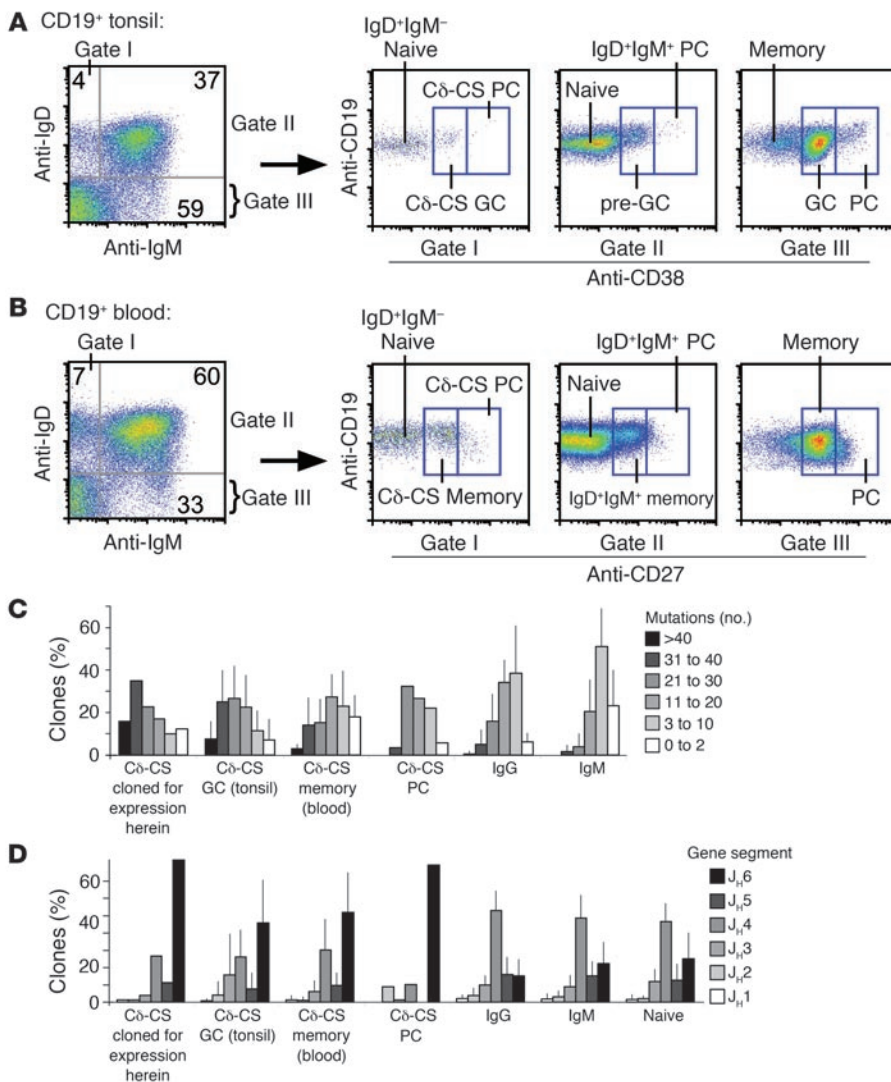 A CD19⁺ tonsil:
Gate I
4
37
59
Anti-IgD
Anti-IgM
Gate II
Gate III
IgD⁺IgM⁻
Naive
Cδ-CS PC
Cδ-CS GC
Gate I
Anti-CD19
IgD⁺IgM⁺ PC
Naive
pre-GC
Gate II
Memory
GC
PC
Gate III
Anti-CD38
B CD19⁺ blood:
Gate I
7
60
33
Anti-IgD
Anti-IgM
Gate II
Gate III
IgD⁺IgM⁻
Naive
Cδ-CS PC
Cδ-CS Memory
Gate I
Anti-CD19
IgD⁺IgM⁺ PC
Naive
IgD⁺IgM⁺ memory
Gate II
Memory
PC
Gate III
Anti-CD27
C
Clones (%)
60
40
20
0
Cδ-CS
cloned for
expression
herein
Cδ-CS
GC (tonsil)
Cδ-CS
memory
(blood)
Cδ-CS
PC
IgG
IgM
Mutations (no.)
>40
31 to 40
21 to 30
11 to 20
3 to 10
0 to 2
D
Clones (%)
60
40
20
0
Cδ-CS
cloned for
expression
herein
Cδ-CS
GC (tonsil)
Cδ-CS
memory
(blood)
Cδ-CS
PC
IgG
IgM
Naive
Gene segment
J_H6
J_H5
J_H4
J_H3
J_H2
J_H1